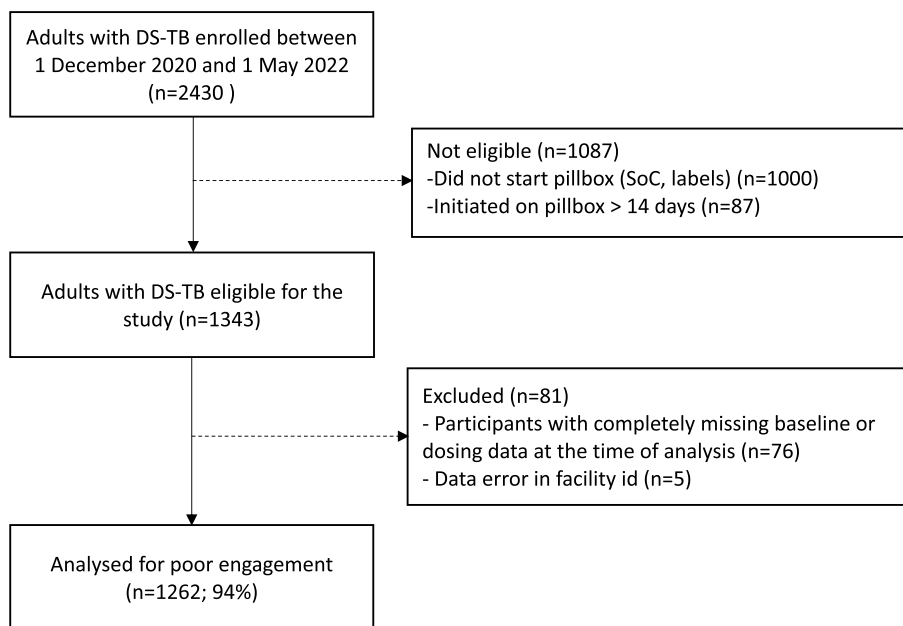 Adults with DS-TB enrolled between
1 December 2020 and 1 May 2022
(n=2430 )
Not eligible (n=1087)
-Did not start pillbox (SoC, labels) (n=1000)
-Initiated on pillbox > 14 days (n=87)
Adults with DS-TB eligible for the
study (n=1343)
Excluded (n=81)
- Participants with completely missing baseline or
dosing data at the time of analysis (n=76)
- Data error in facility id (n=5)
Analysed for poor engagement
(n=1262; 94%)